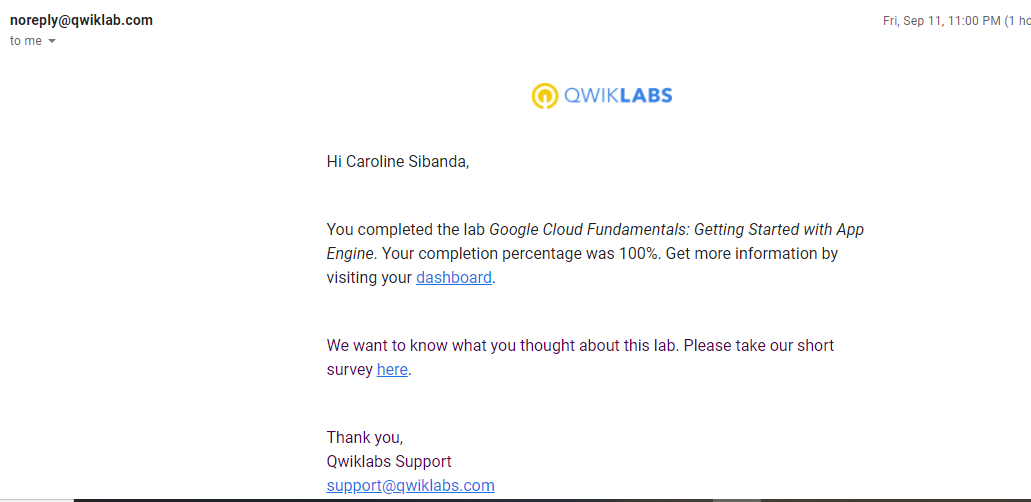 noreply@qwiklab.com
Fri, Sep 11, 11:00 PM (1 ho
to me
QWIKLABS
Hi Caroline Sibanda,
You completed the lab Google Cloud Fundamentals: Getting Started with App
Engine. Your completion percentage was 100%. Get more information by
visiting your dashboard.
We want to know what you thought about this lab. Please take our short
survey here.
Thank you,
Qwiklabs Support
support@qwiklabs.com